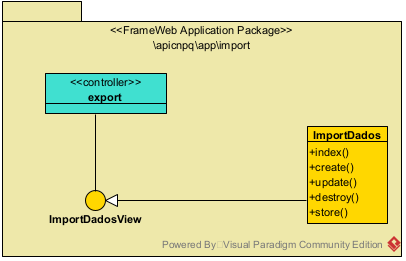 <<FrameWeb Application Package>>
\apicnpq\app\import
<<controller>>
export
ImportDados
+index()
+create()
+update()
+destroy()
+store()
ImportDadosView
Powered By Visual Paradigm Community Edition